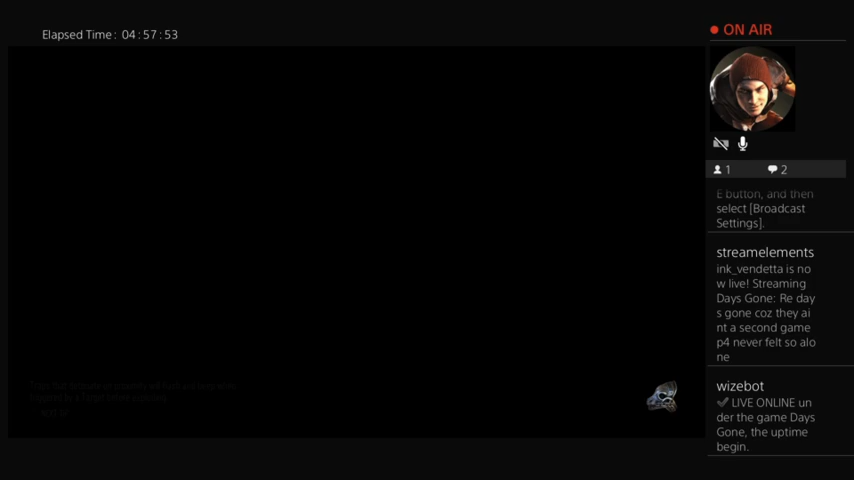 Elapsed Time: 04:57:53
ON AIR
1
2
E button, and then
select [Broadcast
Settings].
streamelements
ink_vendetta is no
w live! Streaming
Days Gone: Re day
s gone coz they ai
nt a second game
p4 never felt so alo
ne
wizebot
LIVE ONLINE un
der the game Days
Gone, the uptime
begin.